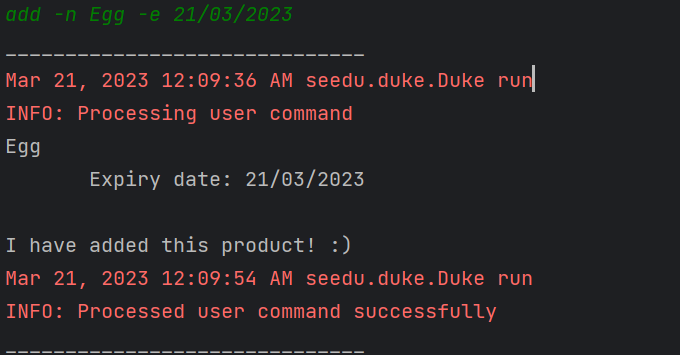 add -n Egg -e 21/03/2023
______________________________
Mar 21, 2023 12:09:36 AM seedu.duke.Duke run
INFO: Processing user command
Egg
Expiry date: 21/03/2023
I have added this product! :)
Mar 21, 2023 12:09:54 AM seedu.duke.Duke run
INFO: Processed user command successfully
______________________________